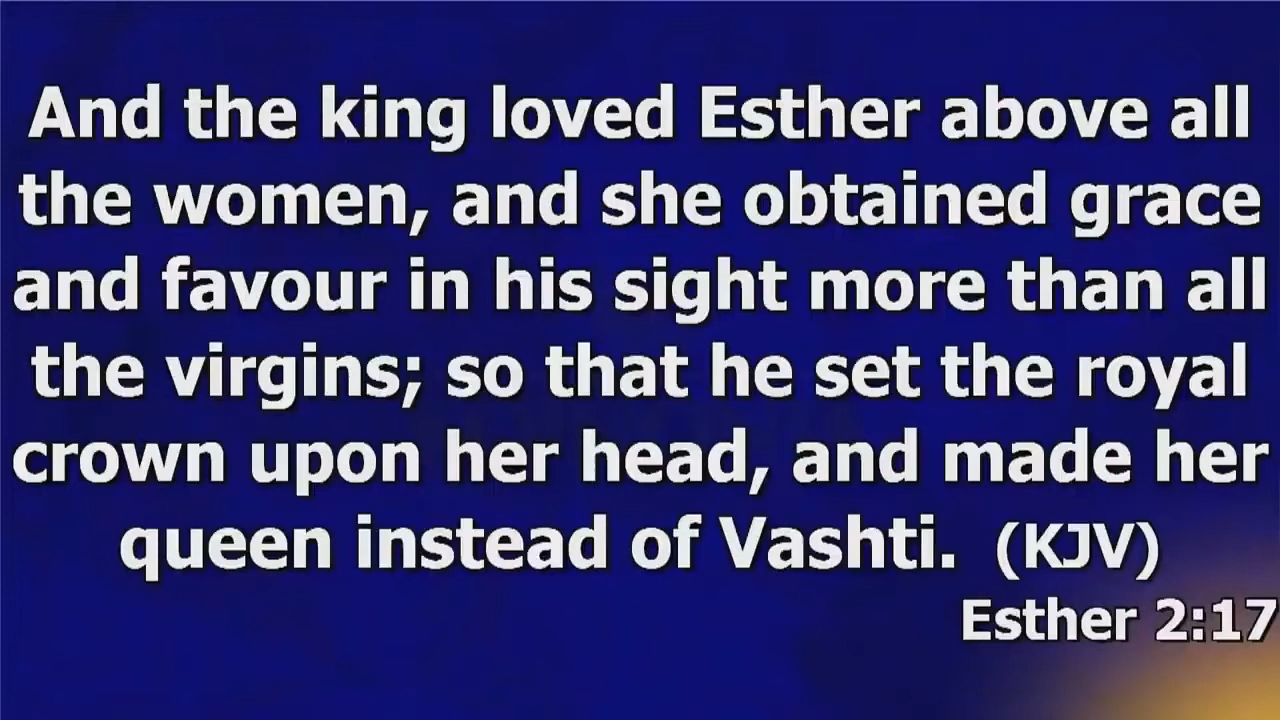 And the king loved Esther above all
the women, and she obtained grace
and favour in his sight more than all
the virgins; so that he set the royal
crown upon her head, and made her
queen instead of Vashti. (KJV)
Esther 2:17